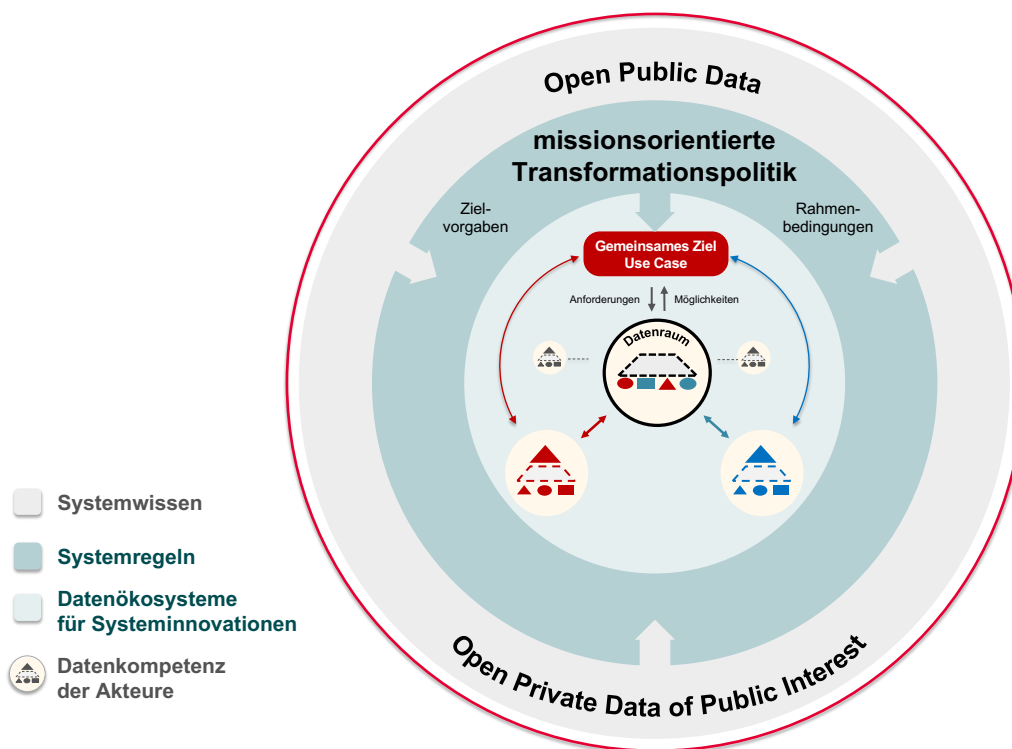 Open Public Data
missionsorientierte
Transformationspolitik
Ziel-
vorgaben
Rahmen-
bedingungen
Gemeinsames Ziel
Use Case
Anforderungen
Möglichkeiten
Datenraum
Open Private Data of Public Interest
Systemwissen
Systemregeln
Datenökosysteme
für Systeminnovationen
Datenkompetenz
der Akteure